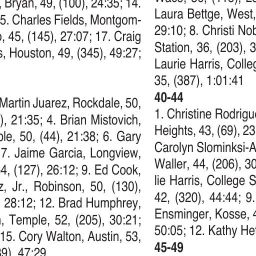 Bryan, 49, (100), 24:35; 14.
5. Charles Fields, Montgom-
, 45, (145), 27:07; 17. Craig
s, Houston, 49, (345), 49:27;
Martin Juarez, Rockdale, 50,
), 21:35; 4. Brian Mistovich,
ple, 50, (44), 21:38; 6. Gary
7. Jaime Garcia, Longview,
4, (127), 26:12; 9. Ed Cook,
z, Jr., Robinson, 50, (130),
28:12; 12. Brad Humphrey,
, Temple, 52, (205), 30:21;
15. Cory Walton, Austin, 53,
39), 47:29
Laura Bettge, West,
29:10; 8. Christi Nob
Station, 36, (203), 3
Laurie Harris, Colleg
35, (387), 1:01:41
40-44
1. Christine Rodrigue
Heights, 43, (69), 23
Carolyn Slominksi-A
Waller, 44, (206), 30
lie Harris, College S
42, (320), 44:44; 9.
Ensminger, Kosse, 4
50:05; 12. Kathy He
45-49